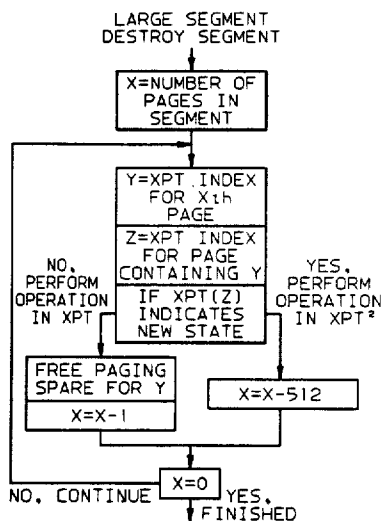 LARGE SEGMENT
DESTROY SEGMENT
X=NUMBER OF
PAGES IN
SEGMENT
Y=XPT INDEX
FOR Xth
PAGE
Z=XPT INDEX
FOR PAGE
CONTAINING Y
IF XPT(Z)
INDICATES
NEW STATE
NO,
PERFORM
OPERATION
IN XPT
YES,
PERFORM
OPERATION
IN XPT²
FREE PAGING
SPARE FOR Y
X=X-1
X=X-512
X=0
NO, CONTINUE
YES,
FINISHED